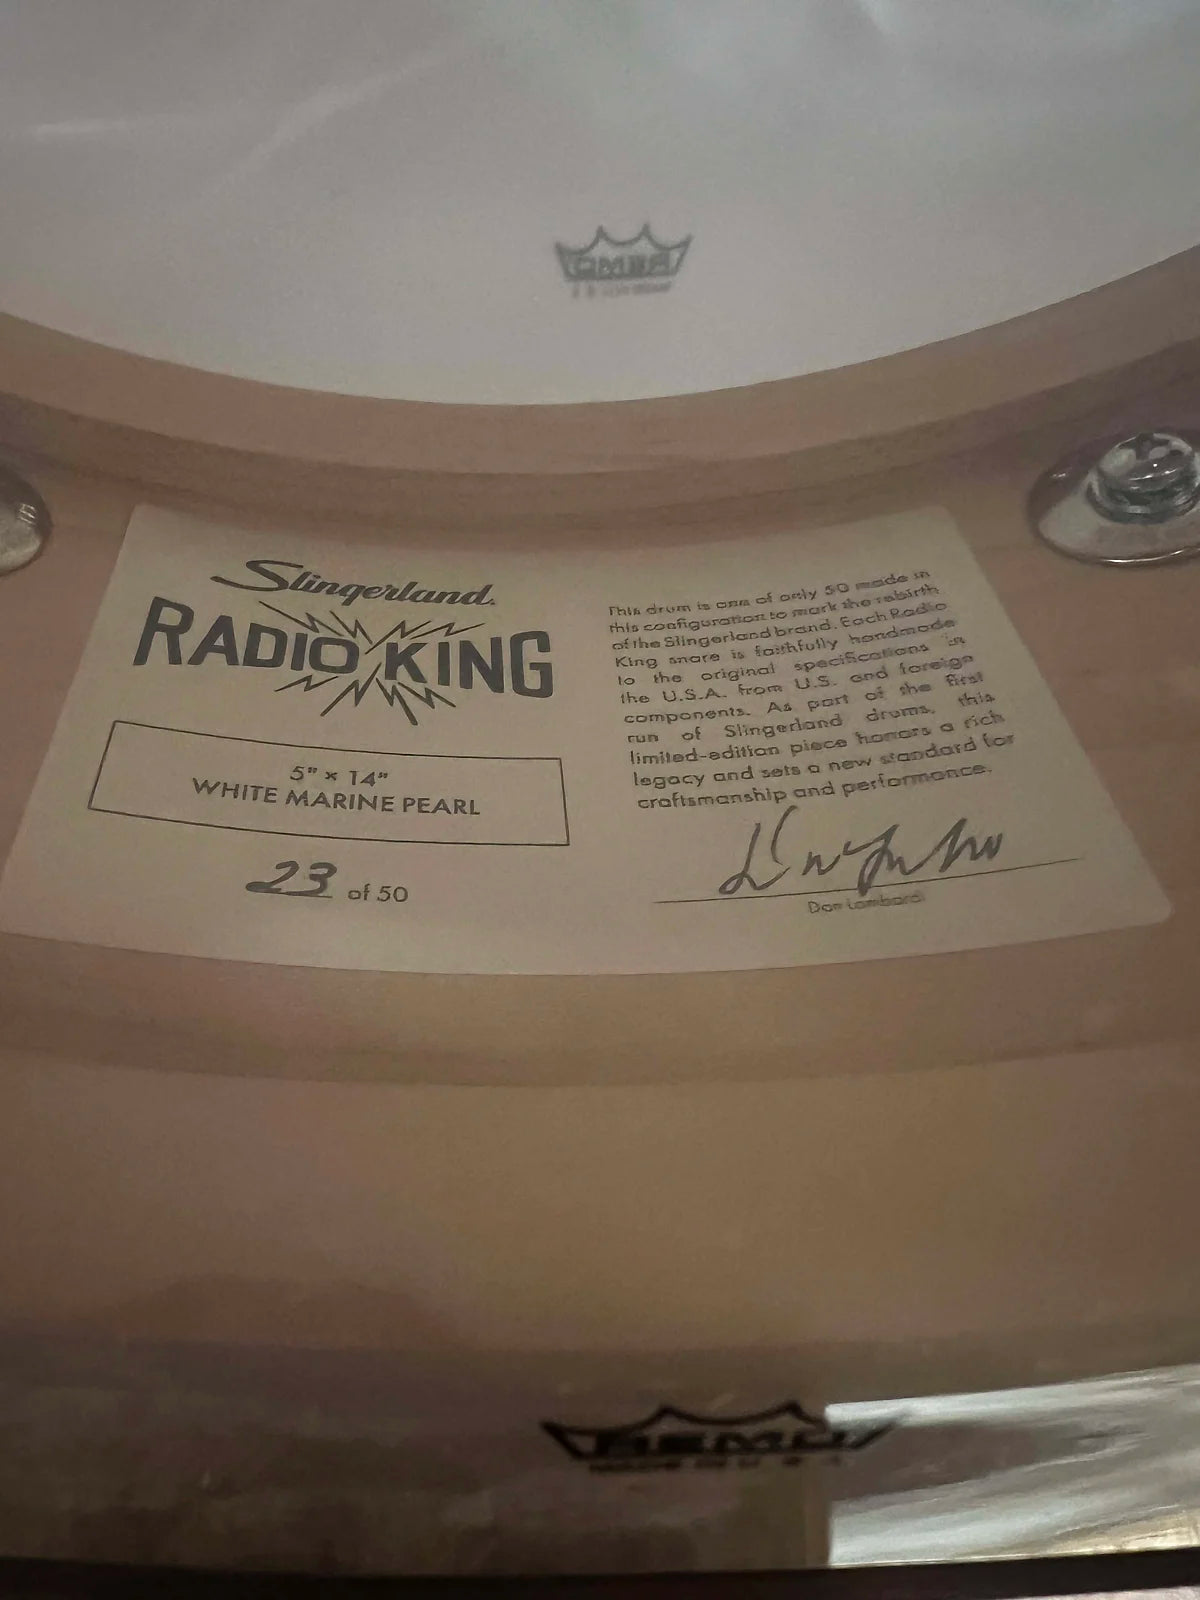 REMO
Slingerland
RADIO KING
5" x 14"
WHITE MARINE PEARL
23 of 50
This drum is one of only 50 made in
this configuration to mark the rebirth
of the Slingerland brand. Each Radio
King snare is faithfully handmade
to the original specifications in
the U.S.A. from U.S. and foreign
components. As part of the first
run of Slingerland drums, this
limited-edition piece honors a rich
legacy and sets a new standard for
craftsmanship and performance.
Don Lombardi
REMO
MADE IN U.S.A.